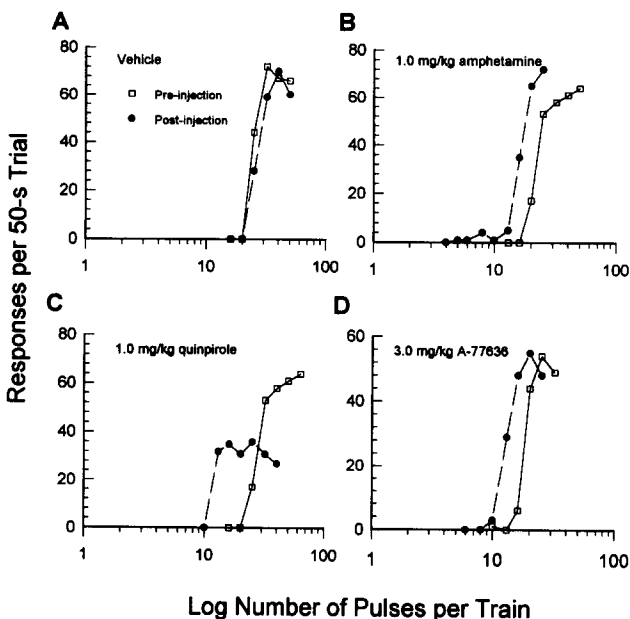 A
B
80
60
40
20
0
1
10
100
Vehicle
Pre-injection
Post-injection
80
60
40
20
0
1
10
100
1.0 mg/kg amphetamine
C
D
80
60
40
20
0
1
10
100
1.0 mg/kg quinpirole
60
40
20
0
1
10
100
3.0 mg/kg A-77636
Responses per 50-s Trial
Log Number of Pulses per Train